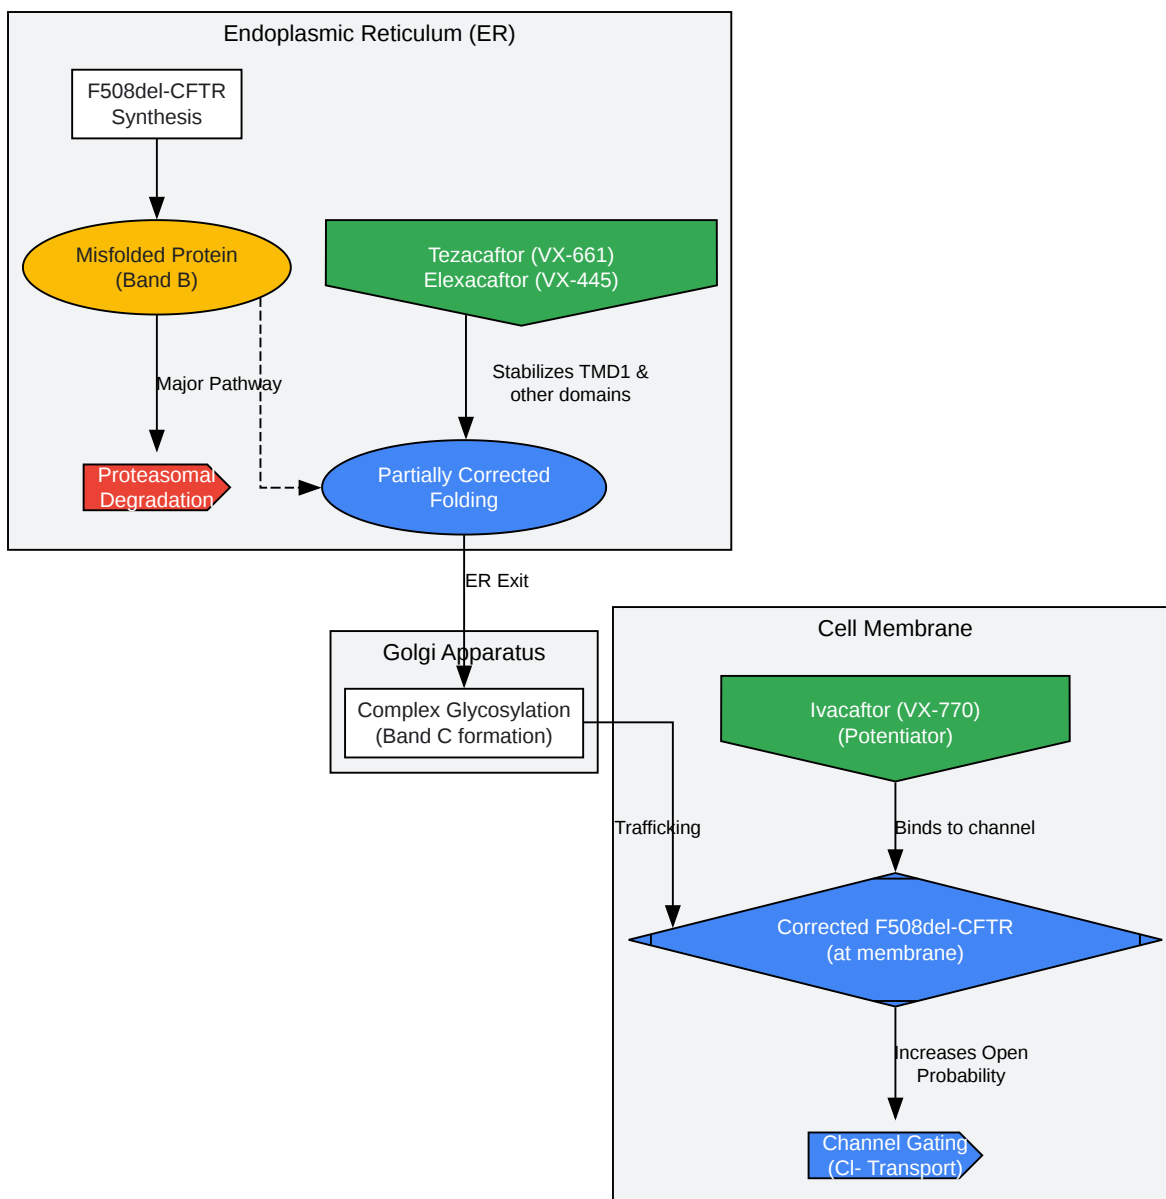 Endoplasmic Reticulum (ER)
F508del-CFTR
Synthesis
Misfolded Protein
(Band B)
Tezacaftor (VX-661)
Elexacaftor (VX-445)
Major Pathway
Stabilizes TMD1 &
other domains
Proteasomal
Degradation
Partially Corrected
Folding
ER Exit
Golgi Apparatus
Complex Glycosylation
(Band C formation)
Cell Membrane
Ivacaftor (VX-770)
(Potentiator)
Trafficking
Binds to channel
Corrected F508del-CFTR
(at membrane)
Increases Open
Probability
Channel Gating
(Cl- Transport)